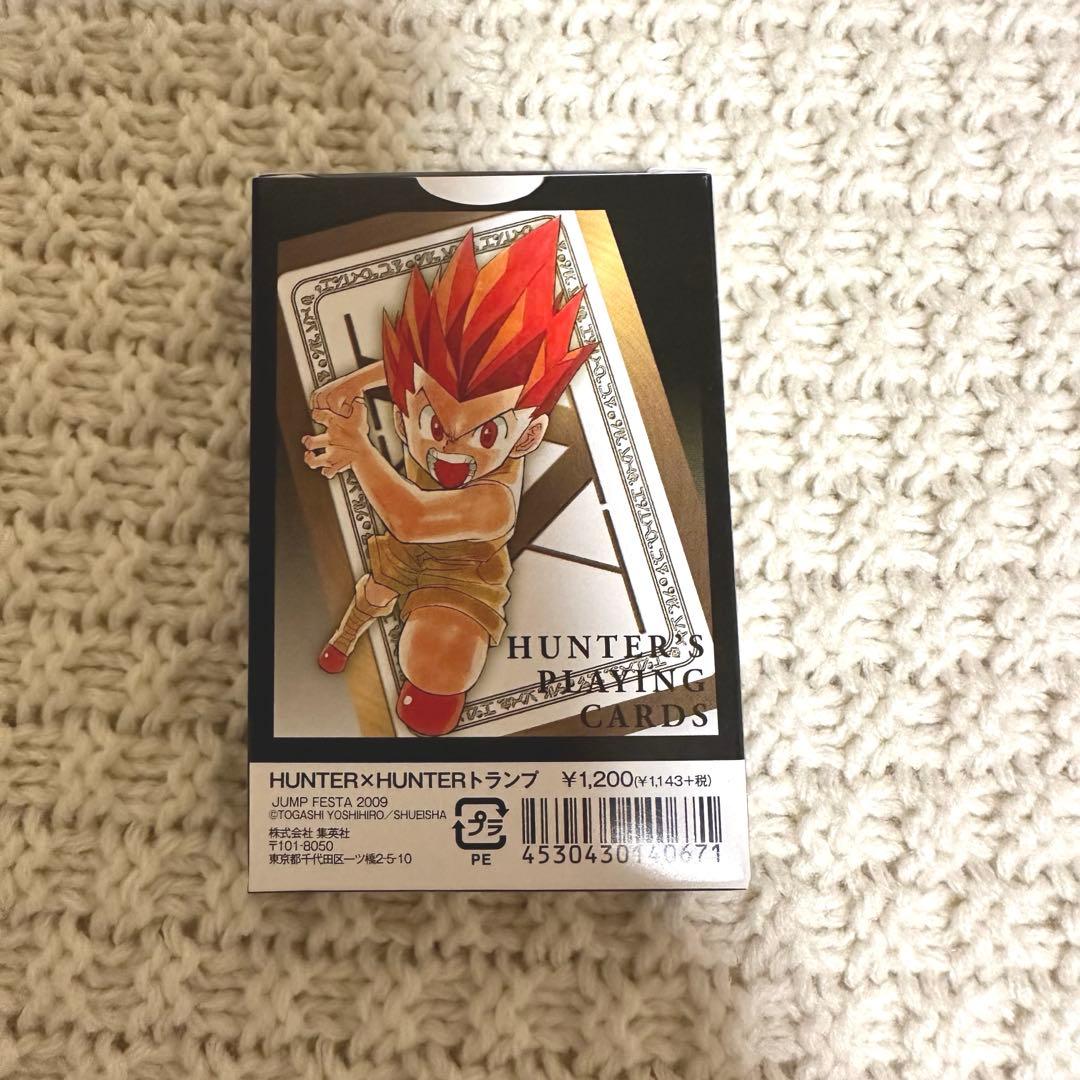 HUNTER'S
PLAYING
CARDS
HUNTER×HUNTERトランプ ¥1,200(¥1,143+税)
JUMP FESTA 2009
©TOGASHI YOSHIHIRO／SHUEISHA
株式会社 集英社
〒101-8050
東京都千代田区一ツ橋2-5-10
プラ
PE
4530430140671